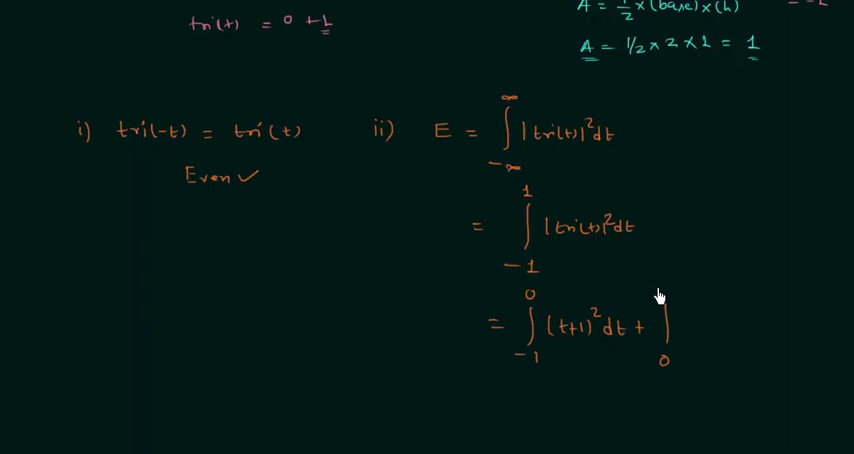 A = 1/2 × (base) × (h)
tri(t) = 0 + 1
A = 1/2 × 2 × 1 = 1
i) tri(-t) = tri(t)
Even ✓
ii) E = ∫_{-∞}^{∞} |tri(t)|² dt
= ∫_{-1}^{1} |tri(t)|² dt
= ∫_{-1}^{0} (t+1)² dt + ∫_{0}